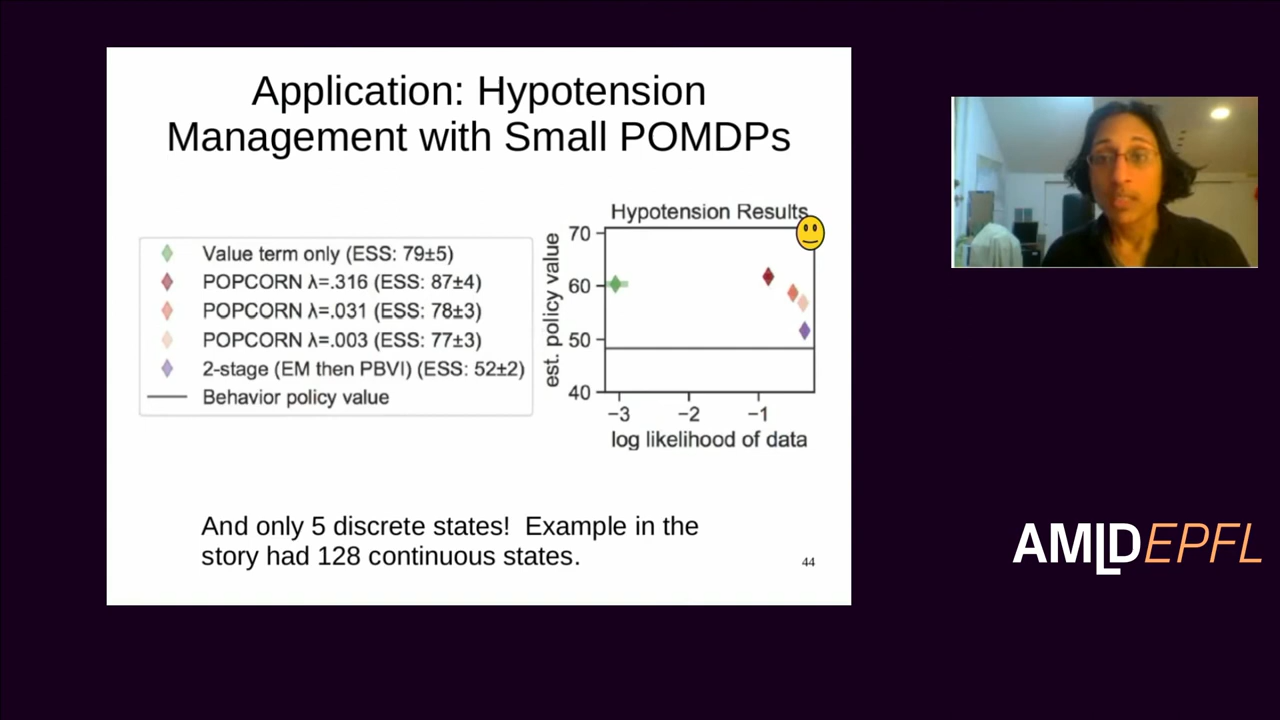 Application: Hypotension
Management with Small POMDPs
Value term only (ESS: 79±5)
POPCORN λ=.316 (ESS: 87±4)
POPCORN λ=.031 (ESS: 78±3)
POPCORN λ=.003 (ESS: 77±3)
2-stage (EM then PBVI) (ESS: 52±2)
Behavior policy value
Hypotension Results
est. policy value
70
60
50
40
−3 −2 −1
log likelihood of data
And only 5 discrete states! Example in the
story had 128 continuous states.
44
AMLDEPFL